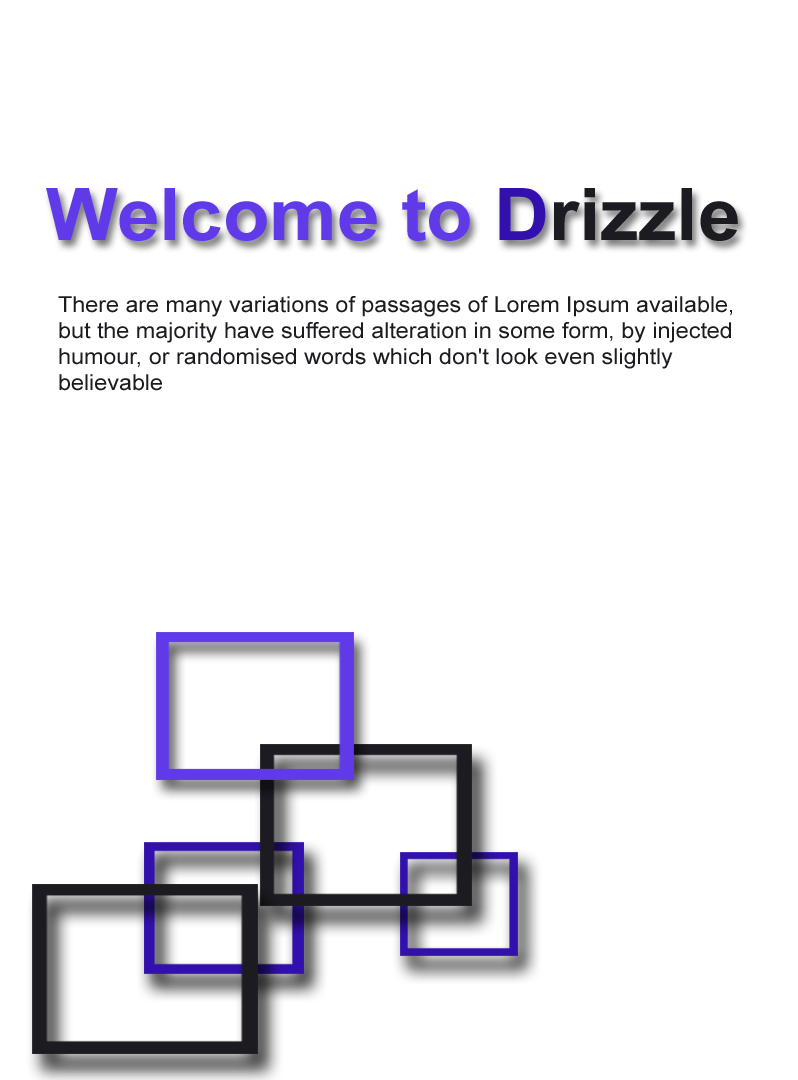 Welcome to Drizzle
There are many variations of passages of Lorem Ipsum available,
but the majority have suffered alteration in some form, by injected
humour, or randomised words which don't look even slightly
believable